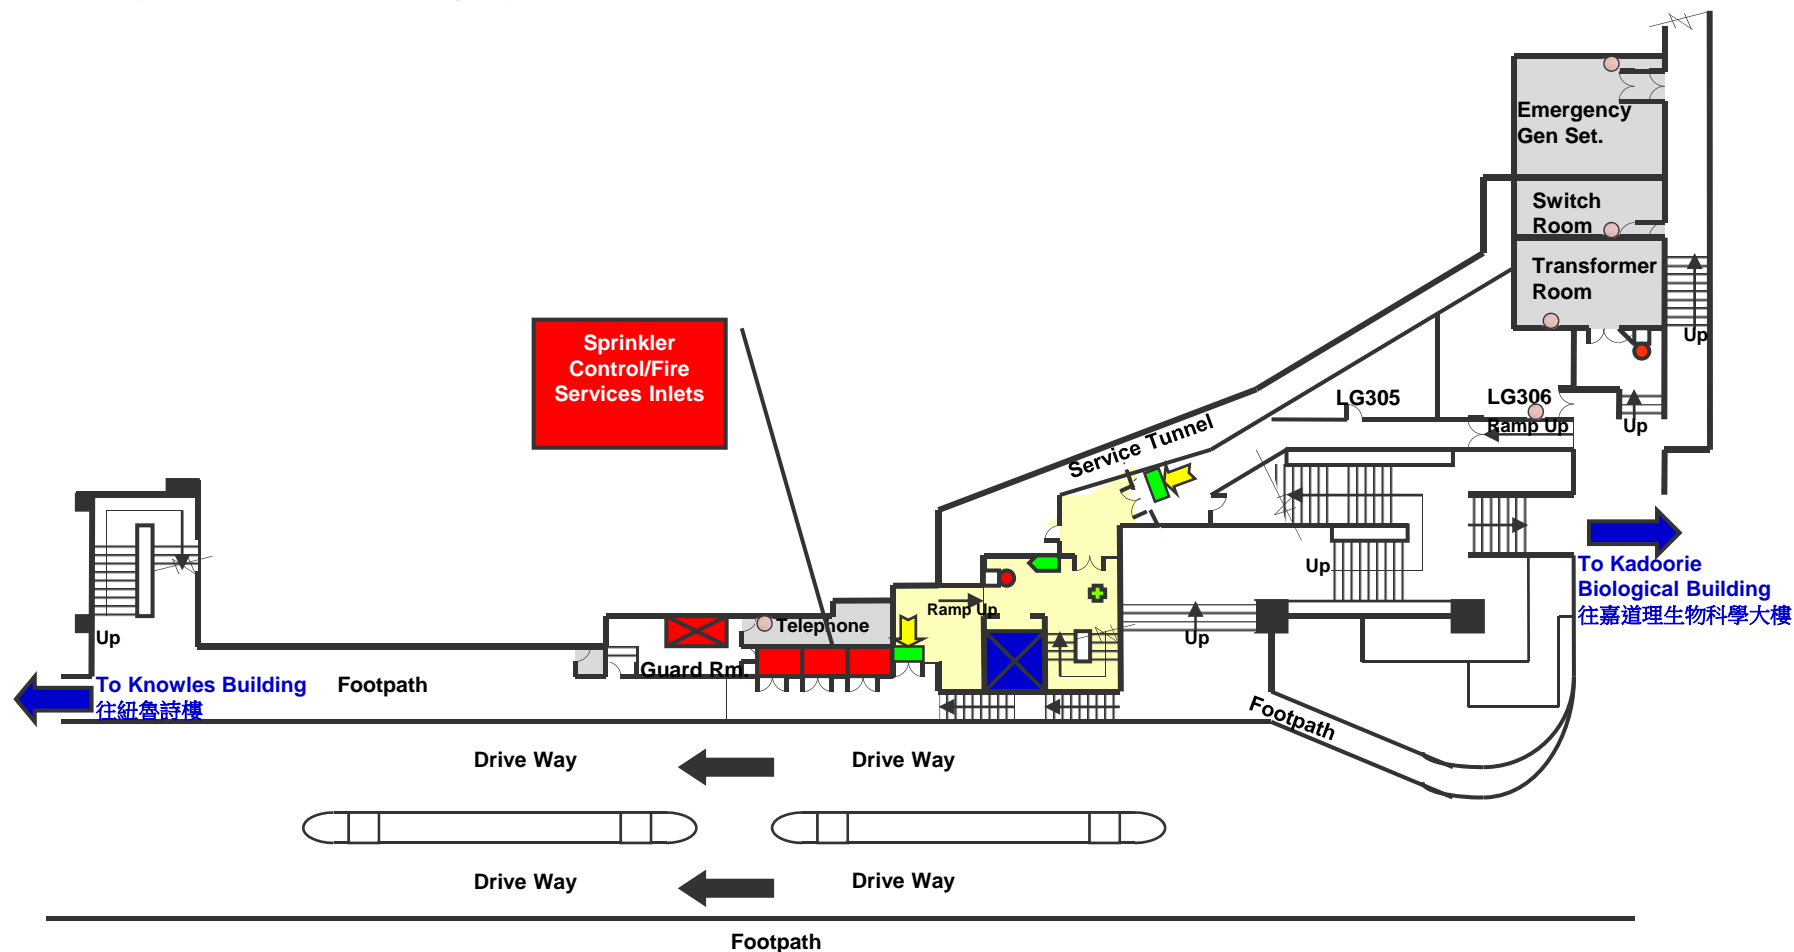 Emergency
Gen Set.
Switch
Room
Transformer
Room
Up
Sprinkler
Control/Fire
Services Inlets
LG305
LG306
Ramp Up
Up
Service Tunnel
To Kadoorie
Biological Building
往嘉道理生物科學大樓
Up
Ramp Up
Telephone
Up
Up
Guard Rm.
To Knowles Building
往鈕魯詩樓
Footpath
Footpath
Drive Way
Drive Way
Drive Way
Drive Way
Footpath